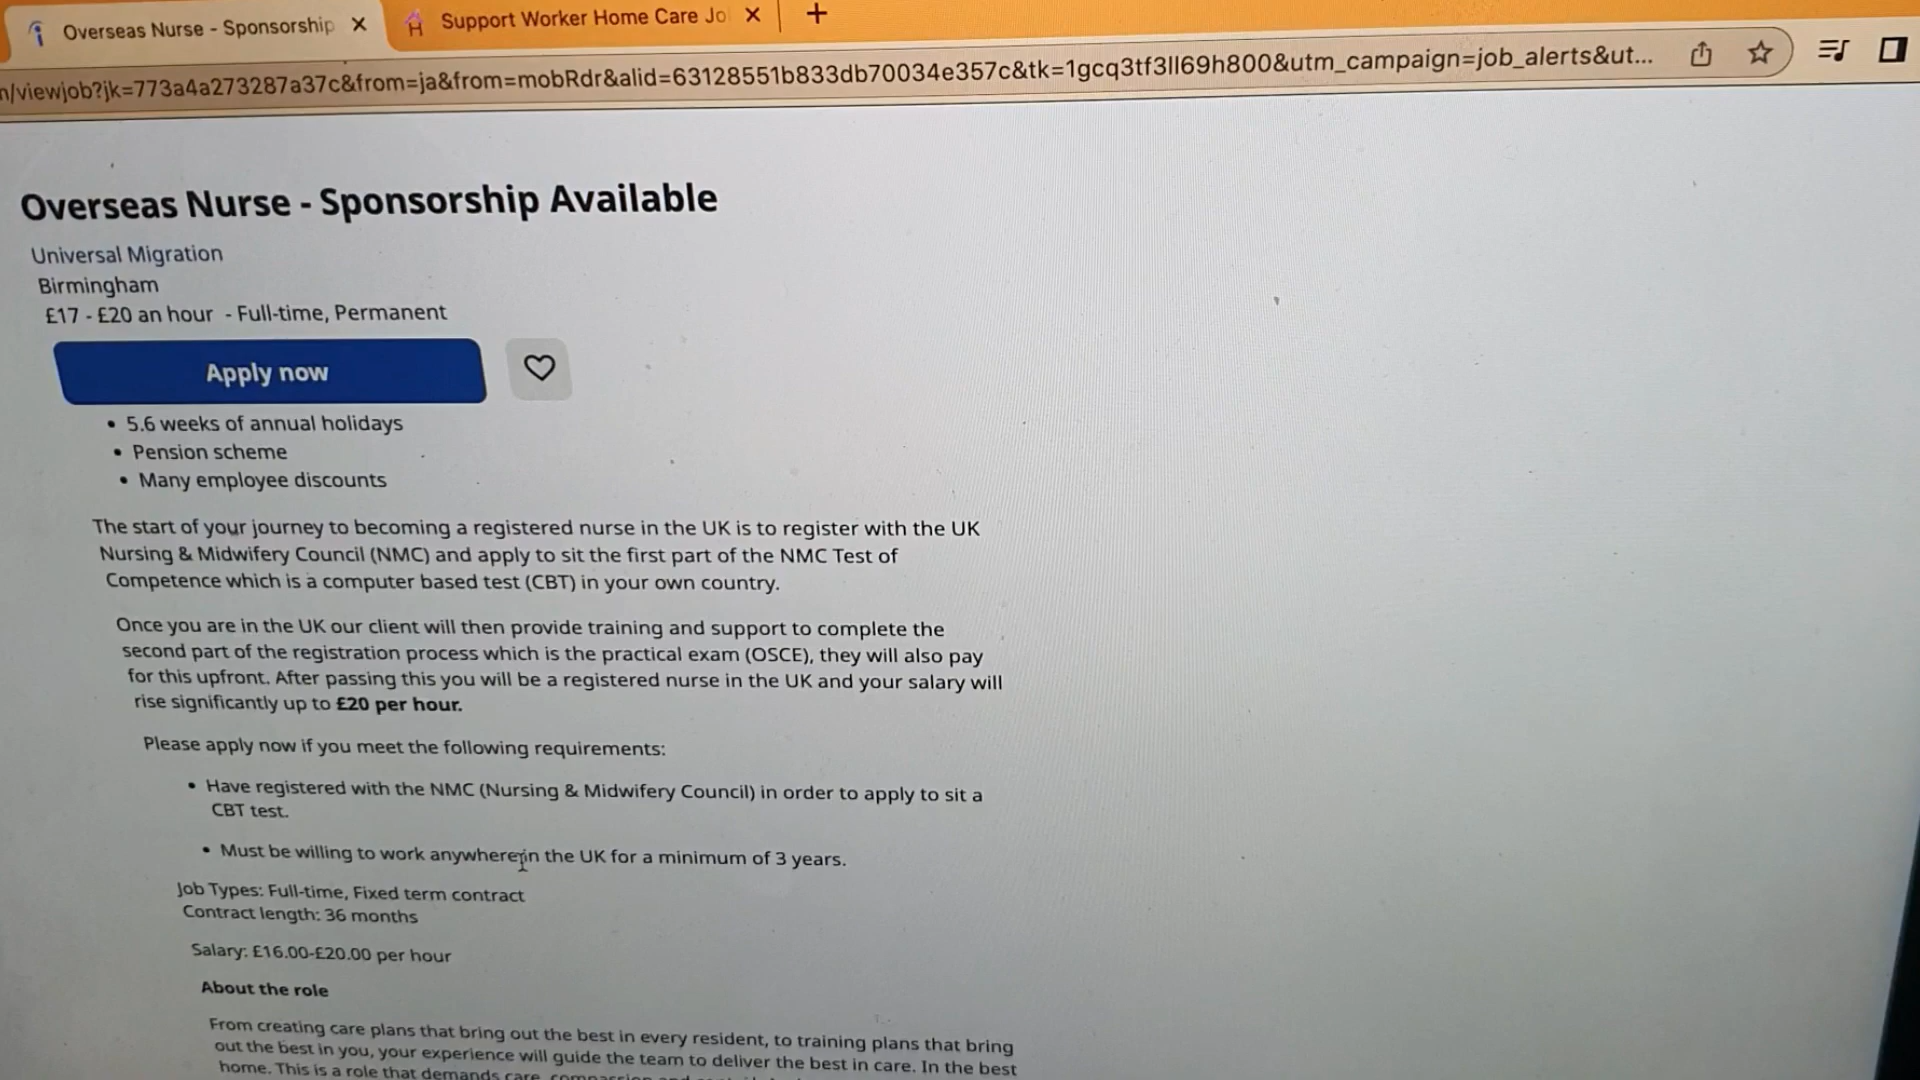 Overseas Nurse - Sponsorship
Support Worker Home Care Jo
n/viewjob?jk=773a4a273287a37c&from=ja&from=mobRdr&alid=63128551b833db70034e357c&tk=1gcq3tf3ll69h800&utm_campaign=job_alerts&ut...
Overseas Nurse - Sponsorship Available
Universal Migration
Birmingham
£17 - £20 an hour - Full-time, Permanent
Apply now
• 5.6 weeks of annual holidays
• Pension scheme
• Many employee discounts
The start of your journey to becoming a registered nurse in the UK is to register with the UK
Nursing & Midwifery Council (NMC) and apply to sit the first part of the NMC Test of
Competence which is a computer based test (CBT) in your own country.
Once you are in the UK our client will then provide training and support to complete the
second part of the registration process which is the practical exam (OSCE), they will also pay
for this upfront. After passing this you will be a registered nurse in the UK and your salary will
rise significantly up to £20 per hour.
Please apply now if you meet the following requirements:
• Have registered with the NMC (Nursing & Midwifery Council) in order to apply to sit a
CBT test.
• Must be willing to work anywhere in the UK for a minimum of 3 years.
Job Types: Full-time, Fixed term contract
Contract length: 36 months
Salary: £16.00-£20.00 per hour
About the role
From creating care plans that bring out the best in every resident, to training plans that bring
out the best in you, your experience will guide the team to deliver the best in care. In the best
home. This is a role that demands care, compassion and